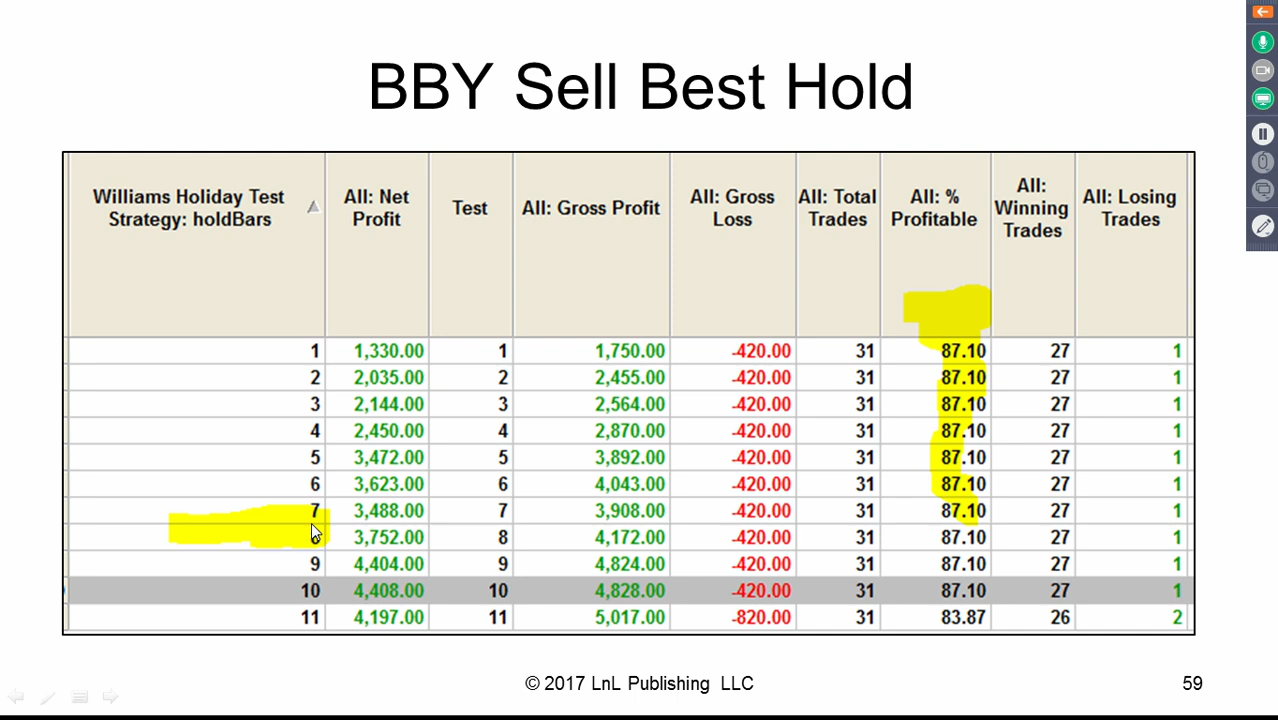 BBY Sell Best Hold
Williams Holiday Test
Strategy: holdBars
All: Net
Profit
Test
All: Gross Profit
All: Gross
Loss
All: Total
Trades
All: %
Profitable
All:
Winning
Trades
All: Losing
Trades
1 1,330.00 1 1,750.00 -420.00 31 87.10 27 1
2 2,035.00 2 2,455.00 -420.00 31 87.10 27 1
3 2,144.00 3 2,564.00 -420.00 31 87.10 27 1
4 2,450.00 4 2,870.00 -420.00 31 87.10 27 1
5 3,472.00 5 3,892.00 -420.00 31 87.10 27 1
6 3,623.00 6 4,043.00 -420.00 31 87.10 27 1
7 3,488.00 7 3,908.00 -420.00 31 87.10 27 1
3,752.00 8 4,172.00 -420.00 31 87.10 27 1
9 4,404.00 9 4,824.00 -420.00 31 87.10 27 1
10 4,408.00 10 4,828.00 -420.00 31 87.10 27 1
11 4,197.00 11 5,017.00 -820.00 31 83.87 26 2
© 2017 LnL Publishing LLC
59